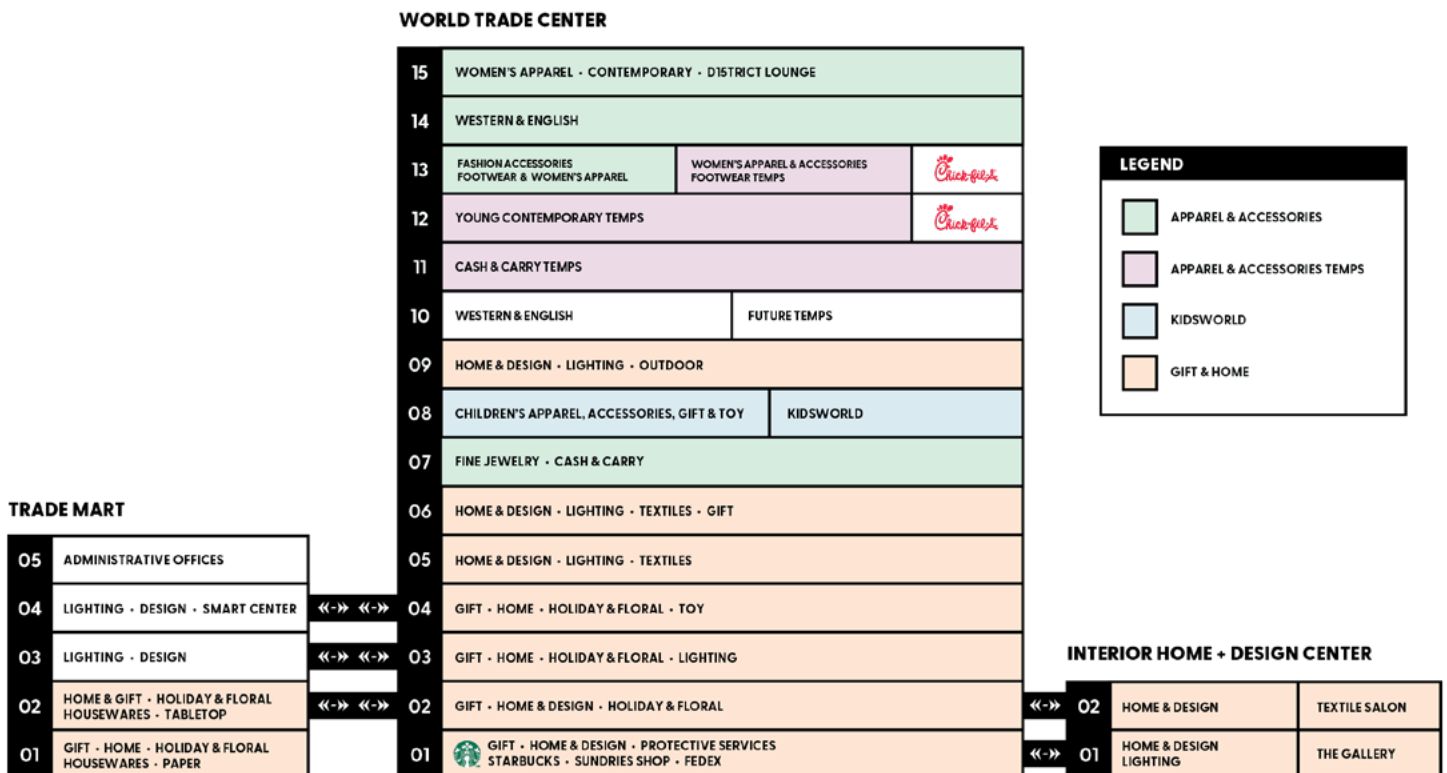 WORLD TRADE CENTER
15
WOMEN'S APPAREL • CONTEMPORARY • D15TRICT LOUNGE
14
WESTERN & ENGLISH
13
FASHION ACCESSORIES
FOOTWEAR & WOMEN'S APPAREL
WOMEN'S APPAREL & ACCESSORIES
FOOTWEAR TEMPS
Chick-fil-A
12
YOUNG CONTEMPORARY TEMPS
Chick-fil-A
11
CASH & CARRY TEMPS
10
WESTERN & ENGLISH
FUTURE TEMPS
09
HOME & DESIGN • LIGHTING • OUTDOOR
08
CHILDREN'S APPAREL, ACCESSORIES, GIFT & TOY
KIDSWORLD
07
FINE JEWELRY • CASH & CARRY
06
HOME & DESIGN • LIGHTING • TEXTILES • GIFT
05
HOME & DESIGN • LIGHTING • TEXTILES
04
GIFT • HOME • HOLIDAY & FLORAL • TOY
03
GIFT • HOME • HOLIDAY & FLORAL • LIGHTING
02
GIFT • HOME & DESIGN • HOLIDAY & FLORAL
01
GIFT • HOME & DESIGN • PROTECTIVE SERVICES
STARBUCKS • SUNDRIES SHOP • FEDEX
LEGEND
APPAREL & ACCESSORIES
APPAREL & ACCESSORIES TEMPS
KIDSWORLD
GIFT & HOME
TRADE MART
05
ADMINISTRATIVE OFFICES
04
LIGHTING • DESIGN • SMART CENTER
03
LIGHTING • DESIGN
02
HOME & GIFT • HOLIDAY & FLORAL
HOUSEWARES • TABLETOP
01
GIFT • HOME • HOLIDAY & FLORAL
HOUSEWARES • PAPER
INTERIOR HOME + DESIGN CENTER
02
HOME & DESIGN
TEXTILE SALON
01
HOME & DESIGN
LIGHTING
THE GALLERY